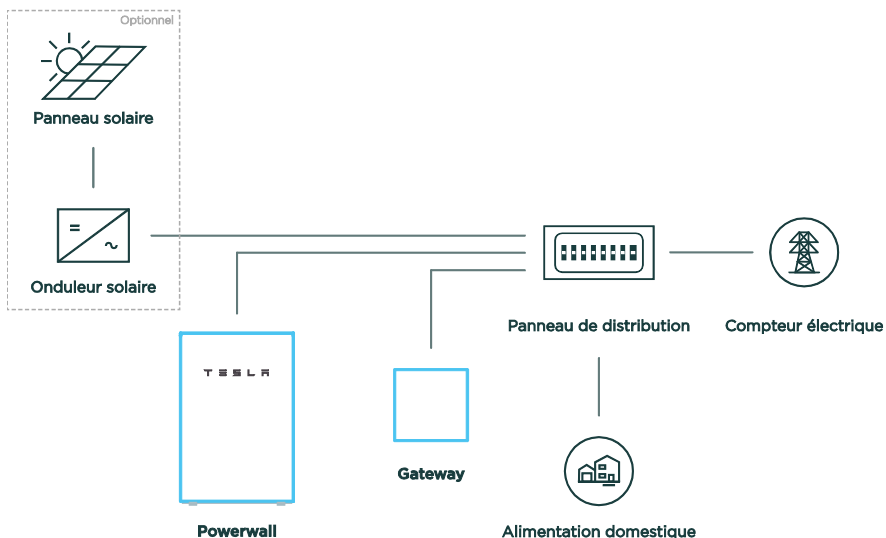 Optionnel
Panneau solaire
Onduleur solaire
TESLA
Powerwall
Gateway
Panneau de distribution
Compteur électrique
Alimentation domestique